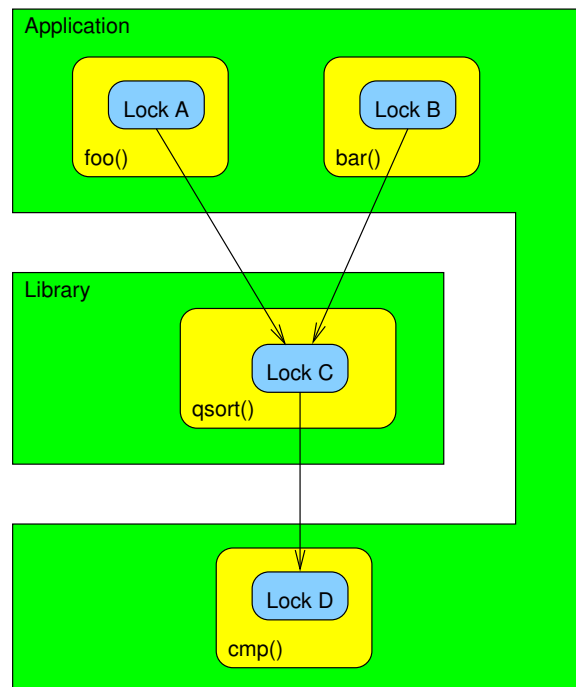 Application
Lock A
Lock B
foo()
bar()
Library
Lock C
qsort()
Lock D
cmp()